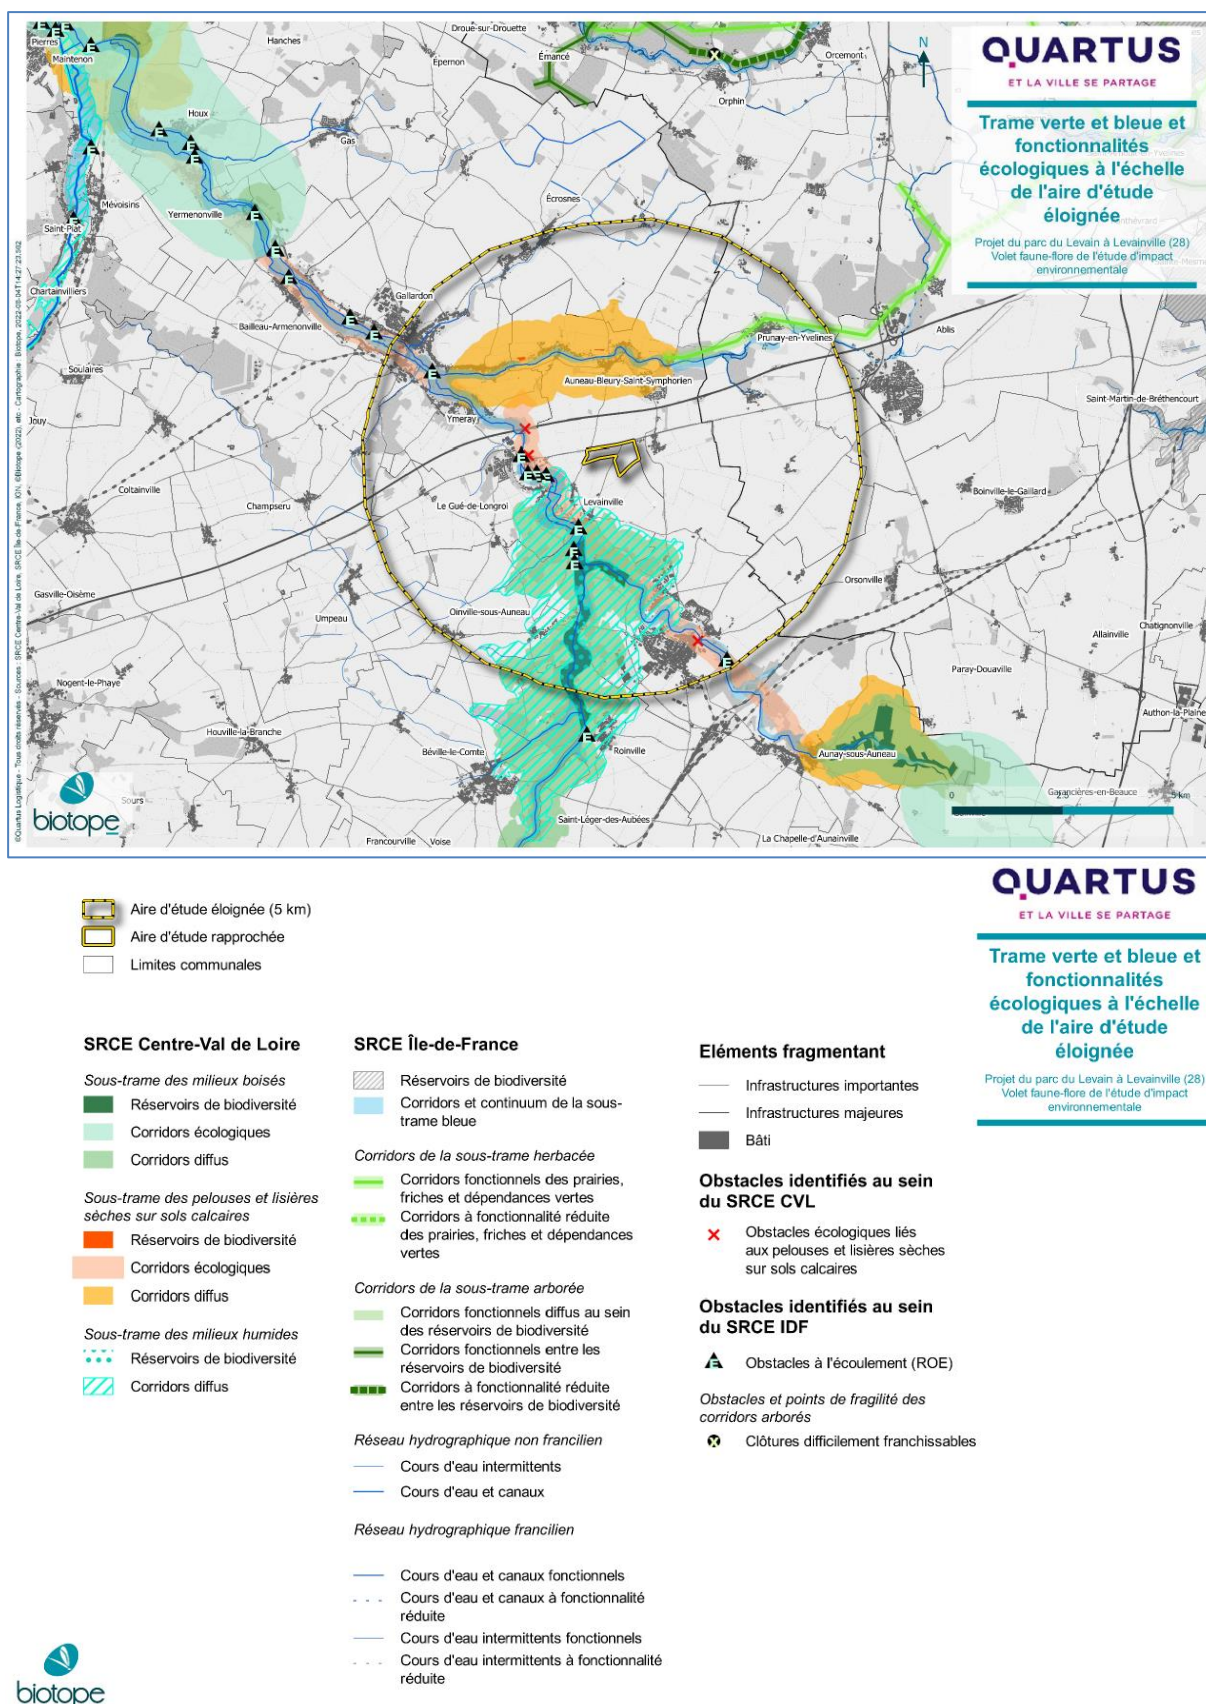 Pierres
Maintenon
Hanches
Droue-sur-Drouette
Épernon
Émancé
Orcemont
Orphin
N
QUARTUS
ET LA VILLE SE PARTAGE
Trame verte et bleue et
fonctionnalités
écologiques à l'échelle
de l'aire d'étude
éloignée
Projet du parc du Levain à Levainville (28)
Volet faune-flore de l'étude d'impact
environnementale
Houx
Gas
Mévoisins
Yermenonville
Écrosnes
Saint-Piat
Chartainvilliers
Gallardon
Bailleau-Armenonville
Soulaires
Jouy
Prunay-en-Yvelines
Ablis
Auneau-Bleury-Saint-Symphorien
Saint-Martin-de-Bréthencourt
Ymeray
Coltainville
Champseru
Le Gué-de-Longroi
Levainville
Boinville-le-Gaillard
Gasville-Oisème
Umpeau
Oinville-sous-Auneau
Orsonville
Allainville
Chatignonville
Nogent-le-Phaye
Paray-Douaville
Authon-la-Plaine
Houville-la-Branche
Béville-le-Comte
Roinville
Aunay-sous-Auneau
Sours
Garancières-en-Beauce
Saint-Léger-des-Aubées
Francourville
Voise
La Chapelle-d'Aunainville
0
2.5
5 km
biotope
QUARTUS
ET LA VILLE SE PARTAGE
Trame verte et bleue et
fonctionnalités
écologiques à l'échelle
de l'aire d'étude
éloignée
Projet du parc du Levain à Levainville (28)
Volet faune-flore de l'étude d'impact
environnementale
Aire d'étude éloignée (5 km)
Aire d'étude rapprochée
Limites communales
SRCE Centre-Val de Loire
Sous-trame des milieux boisés
Réservoirs de biodiversité
Corridors écologiques
Corridors diffus
Sous-trame des pelouses et lisières
sèches sur sols calcaires
Réservoirs de biodiversité
Corridors écologiques
Corridors diffus
Sous-trame des milieux humides
Réservoirs de biodiversité
Corridors diffus
SRCE Île-de-France
Réservoirs de biodiversité
Corridors et continuum de la sous-
trame bleue
Corridors de la sous-trame herbacée
Corridors fonctionnels des prairies,
friches et dépendances vertes
Corridors à fonctionnalité réduite
des prairies, friches et dépendances
vertes
Corridors de la sous-trame arborée
Corridors fonctionnels diffus au sein
des réservoirs de biodiversité
Corridors fonctionnels entre les
réservoirs de biodiversité
Corridors à fonctionnalité réduite
entre les réservoirs de biodiversité
Réseau hydrographique non francilien
Cours d'eau intermittents
Cours d'eau et canaux
Réseau hydrographique francilien
Cours d'eau et canaux fonctionnels
Cours d'eau et canaux à fonctionnalité
réduite
Cours d'eau intermittents fonctionnels
Cours d'eau intermittents à fonctionnalité
réduite
Eléments fragmentant
Infrastructures importantes
Infrastructures majeures
Bâti
Obstacles identifiés au sein
du SRCE CVL
Obstacles écologiques liés
aux pelouses et lisières sèches
sur sols calcaires
Obstacles identifiés au sein
du SRCE IDF
Obstacles à l'écoulement (ROE)
Obstacles et points de fragilité des
corridors arborés
Clôtures difficilement franchissables
biotope